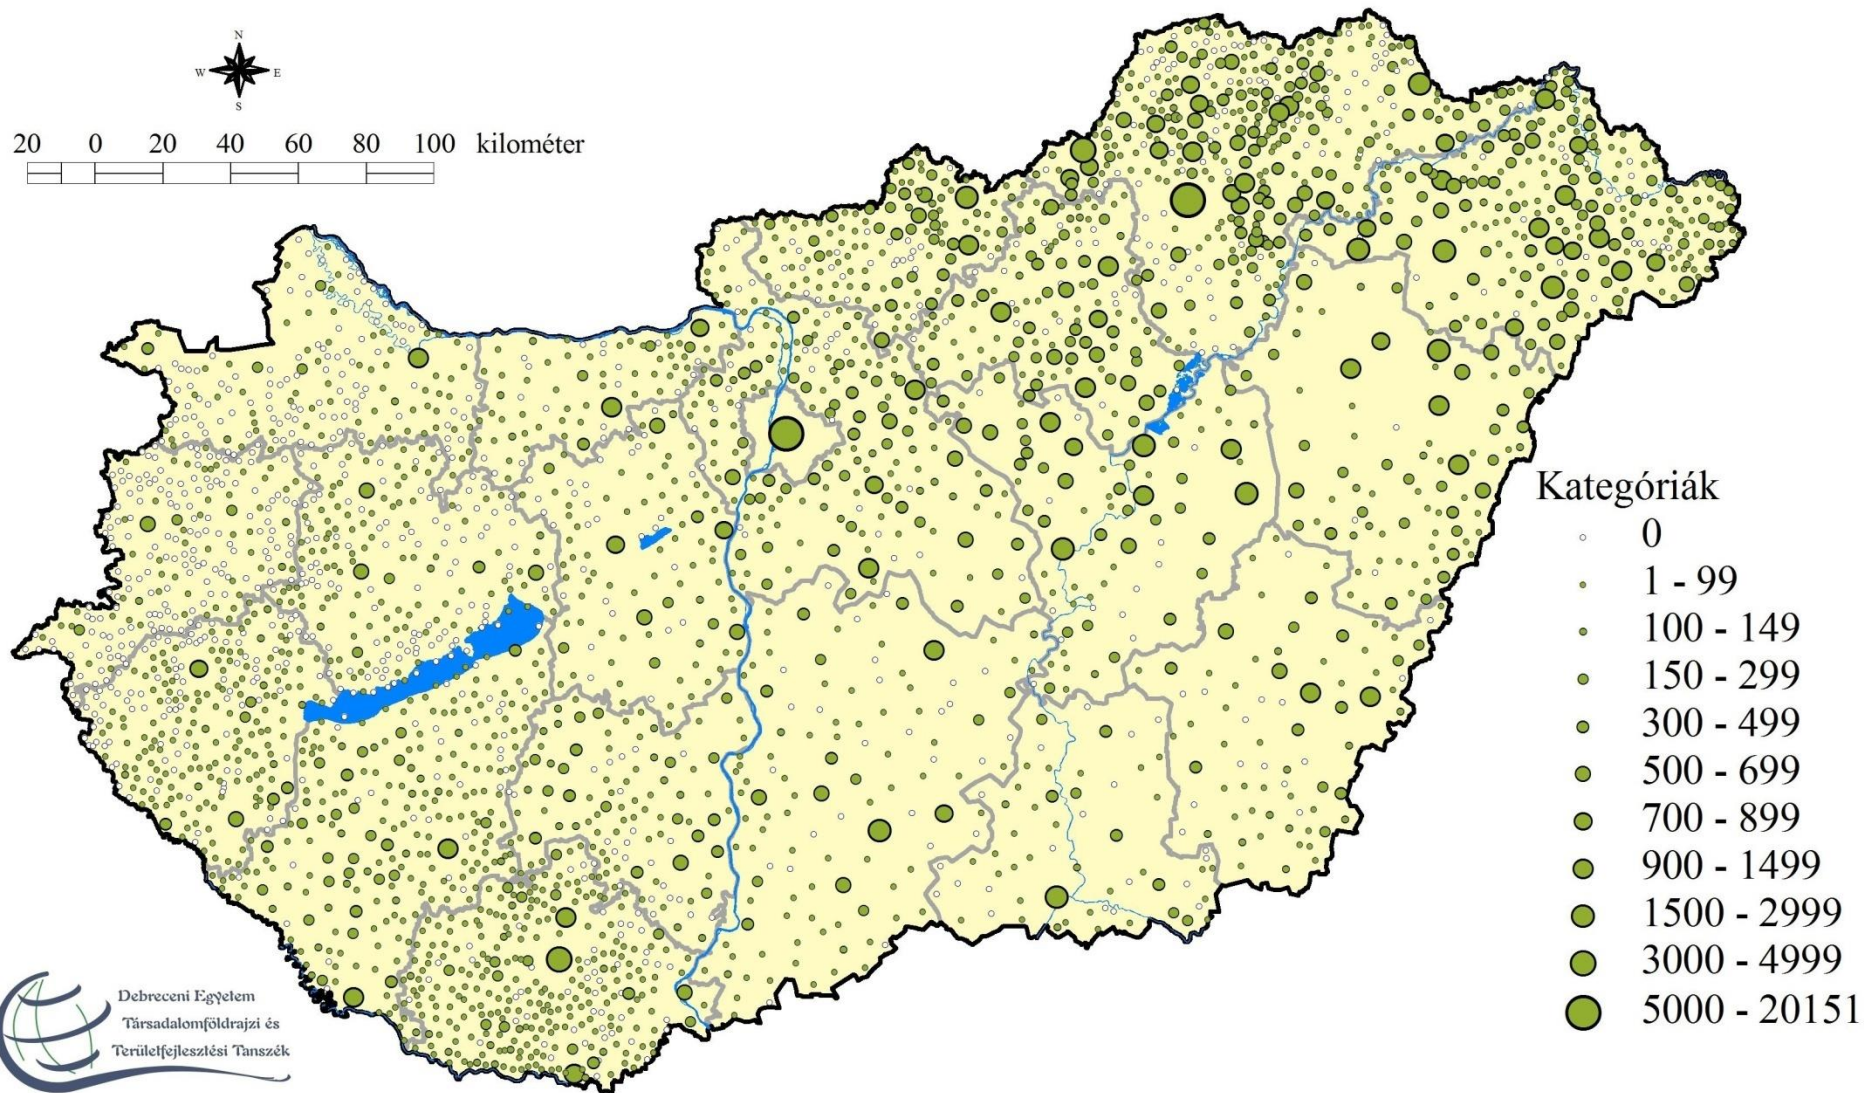 N
W E
S
20 0 20 40 60 80 100 kilométer
Kategóriák
0
1 - 99
100 - 149
150 - 299
300 - 499
500 - 699
700 - 899
900 - 1499
1500 - 2999
3000 - 4999
5000 - 20151
Debreceni Egyetem
Társadalomföldrajzi és
Területfejlesztési Tanszék